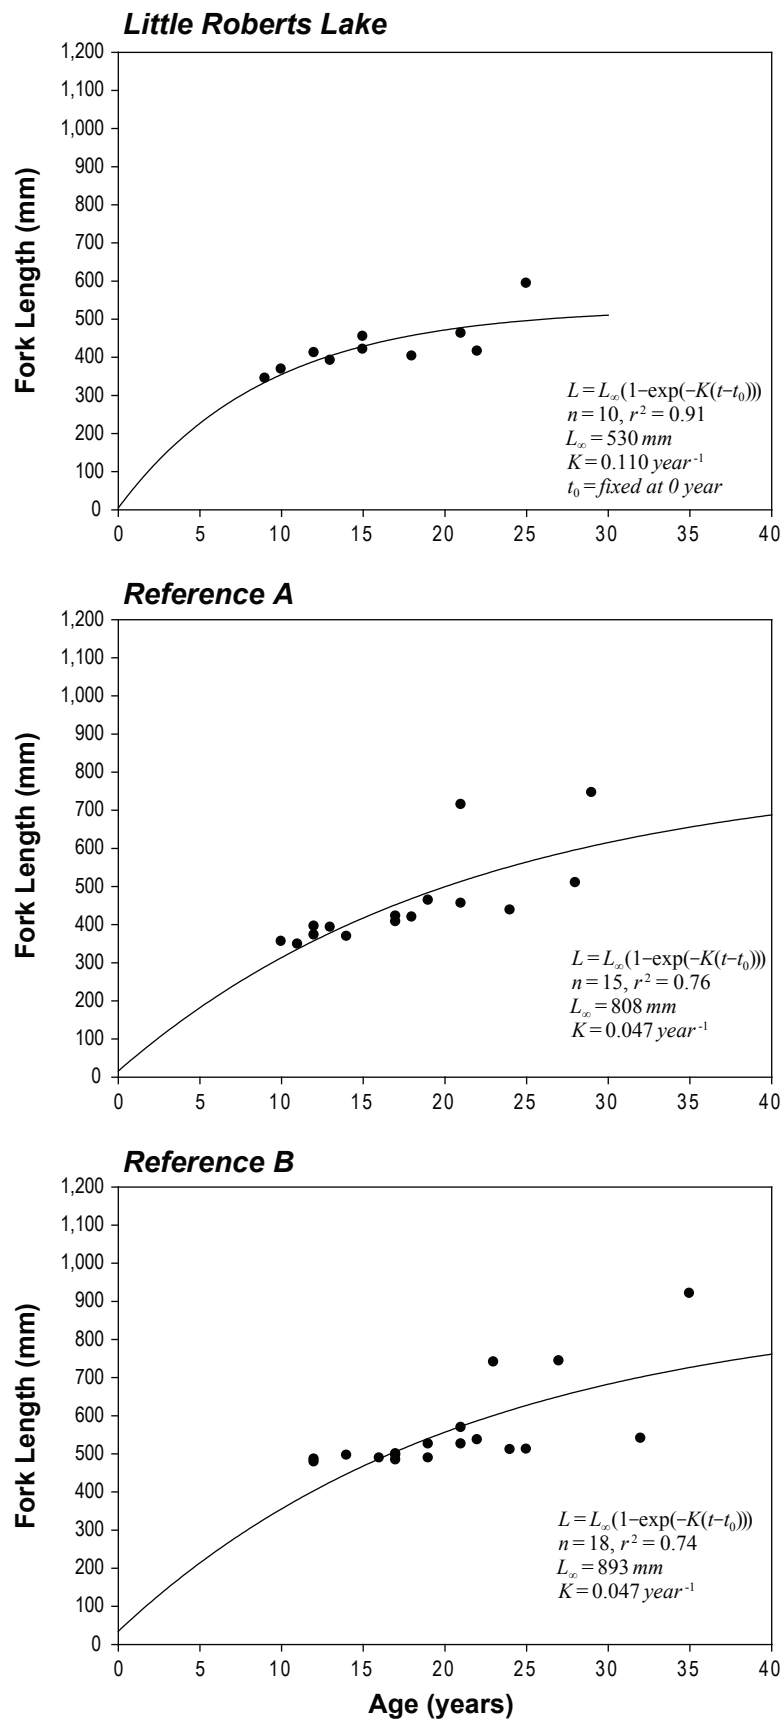 Little Roberts Lake
1,200
1,100
1,000
900
800
700
600
500
400
300
200
100
0
Fork Length (mm)
L = L∞(1–exp(–K(t–t₀)))
n = 10, r² = 0.91
L∞ = 530 mm
K = 0.110 year⁻¹
t₀ = fixed at 0 year
0 5 10 15 20 25 30 35 40
Reference A
1,200
1,100
1,000
900
800
700
600
500
400
300
200
100
0
Fork Length (mm)
L = L∞(1–exp(–K(t–t₀)))
n = 15, r² = 0.76
L∞ = 808 mm
K = 0.047 year⁻¹
0 5 10 15 20 25 30 35 40
Reference B
1,200
1,100
1,000
900
800
700
600
500
400
300
200
100
0
Fork Length (mm)
L = L∞(1–exp(–K(t–t₀)))
n = 18, r² = 0.74
L∞ = 893 mm
K = 0.047 year⁻¹
0 5 10 15 20 25 30 35 40
Age (years)